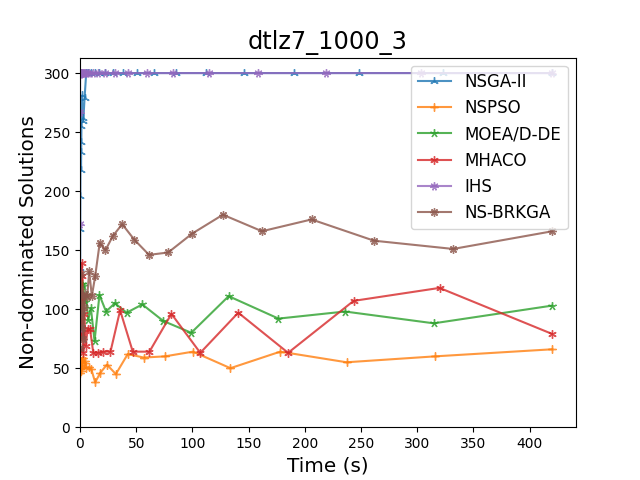 dtlz7_1000_3
Non-dominated Solutions
300
250
200
150
100
50
0
NSGA-II
NSPSO
MOEA/D-DE
MHACO
IHS
NS-BRKGA
0 50 100 150 200 250 300 350 400
Time (s)